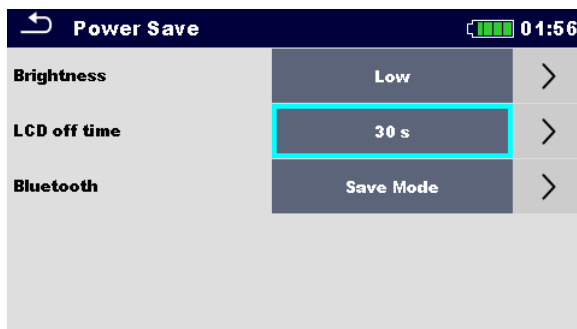 Power Save 01:56
Brightness Low
LCD off time 30 s
Bluetooth Save Mode